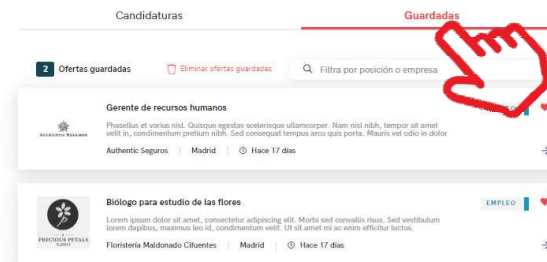 Candidaturas
Guardadas
2 Ofertas guardadas
Eliminar ofertas guardadas
Filtra por posición o empresa
Gerente de recursos humanos
Phasellus et varius nisl. Quisque egestas scelerisque ullamcorper. Nam nisl nibh, tempor sit amet
velit in, condimentum pretium nibh. Sed consequat tempus arcu quis porta. Mauris vel odio in dolor
AUTHENTIC SEGUROS
Authentic Seguros | Madrid | Hace 17 días
Biólogo para estudio de las flores
EMPLEO
Lorem ipsum dolor sit amet, consectetur adipiscing elit. Morbi sed convallis risus. Sed vestibulum
lorem dapibus, maximus leo id, condimentum velit. Ut sit amet mi ac enim efficitur luctus.
PRECIOUS PETALS
FLORIST
Floristería Maldonado Cifuentes | Madrid | Hace 17 días